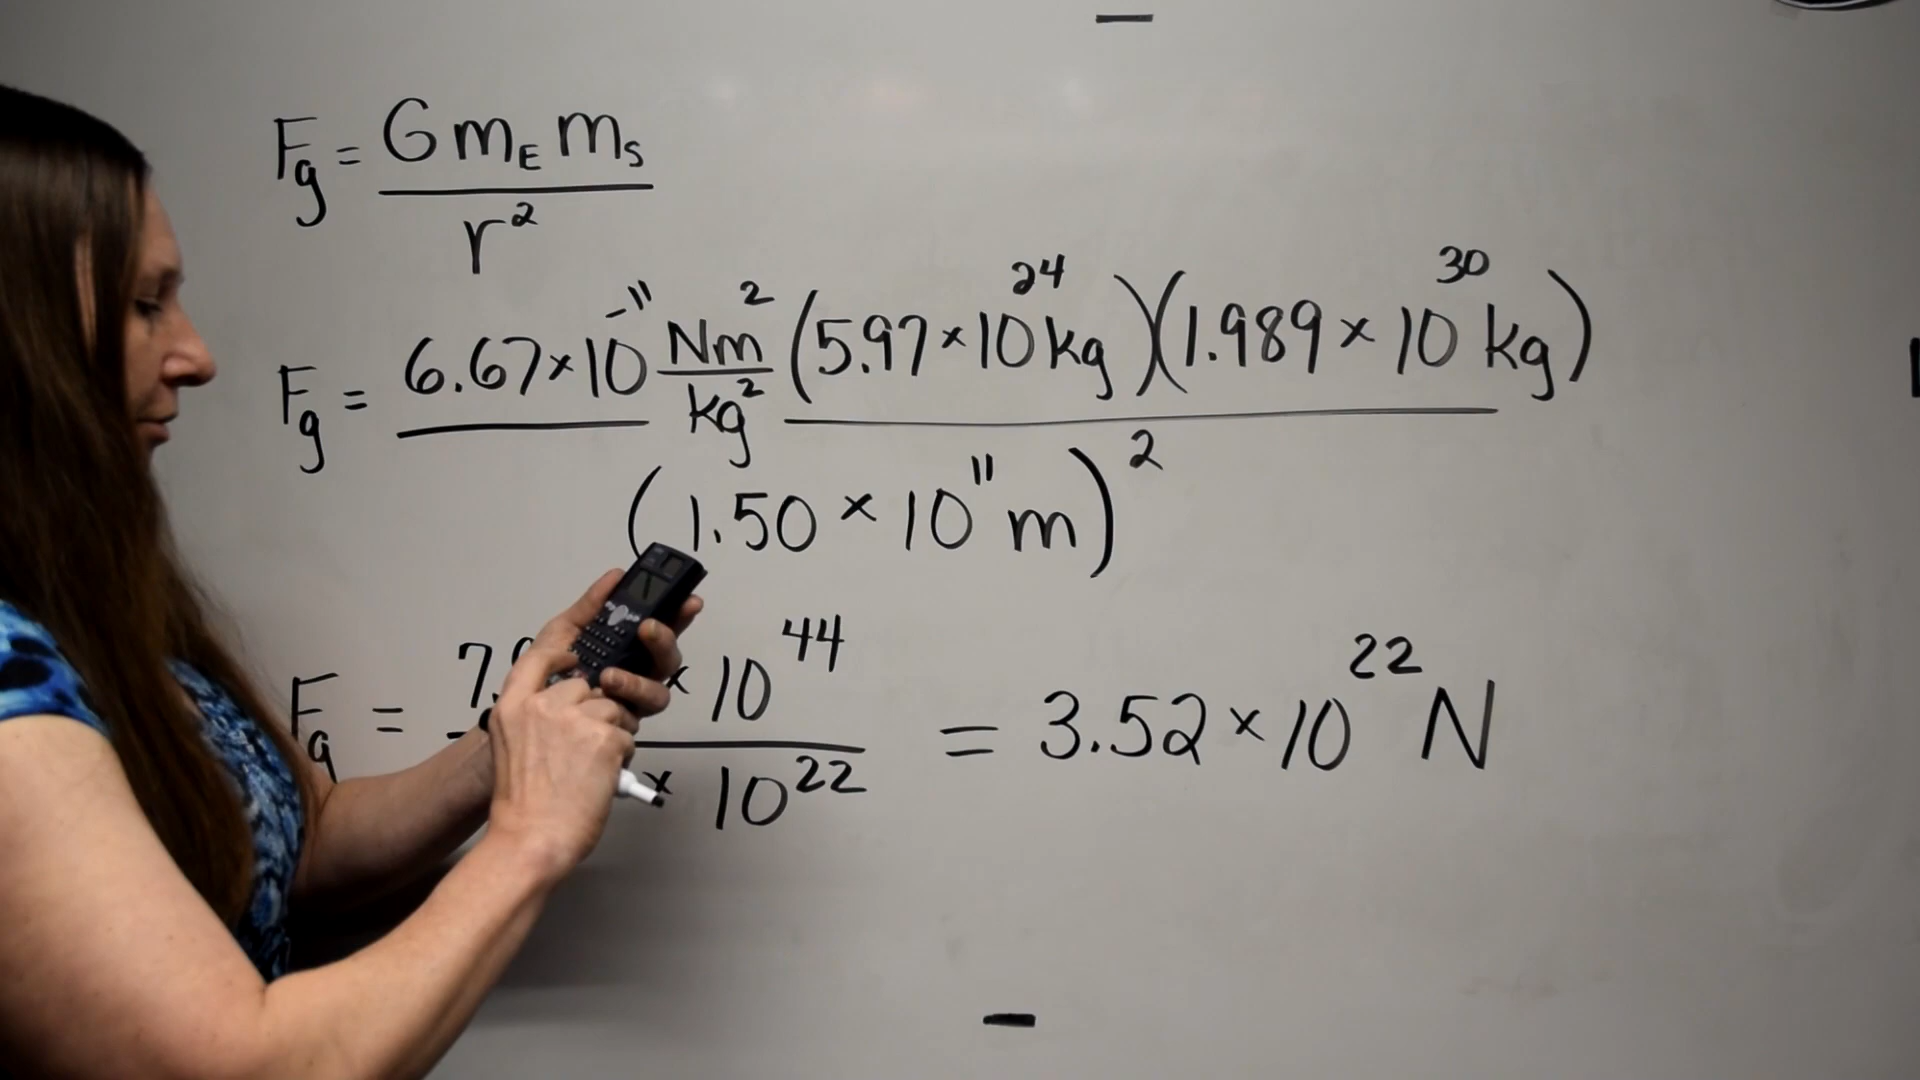 Fg = G mE mS
r²
Fg = 6.67 × 10⁻¹¹ Nm²/kg² (5.97 × 10²⁴ kg)(1.989 × 10³⁰ kg)
(1.50 × 10¹¹ m)²
Fg = 7. × 10⁴⁴ = 3.52 × 10²² N
× 10²²